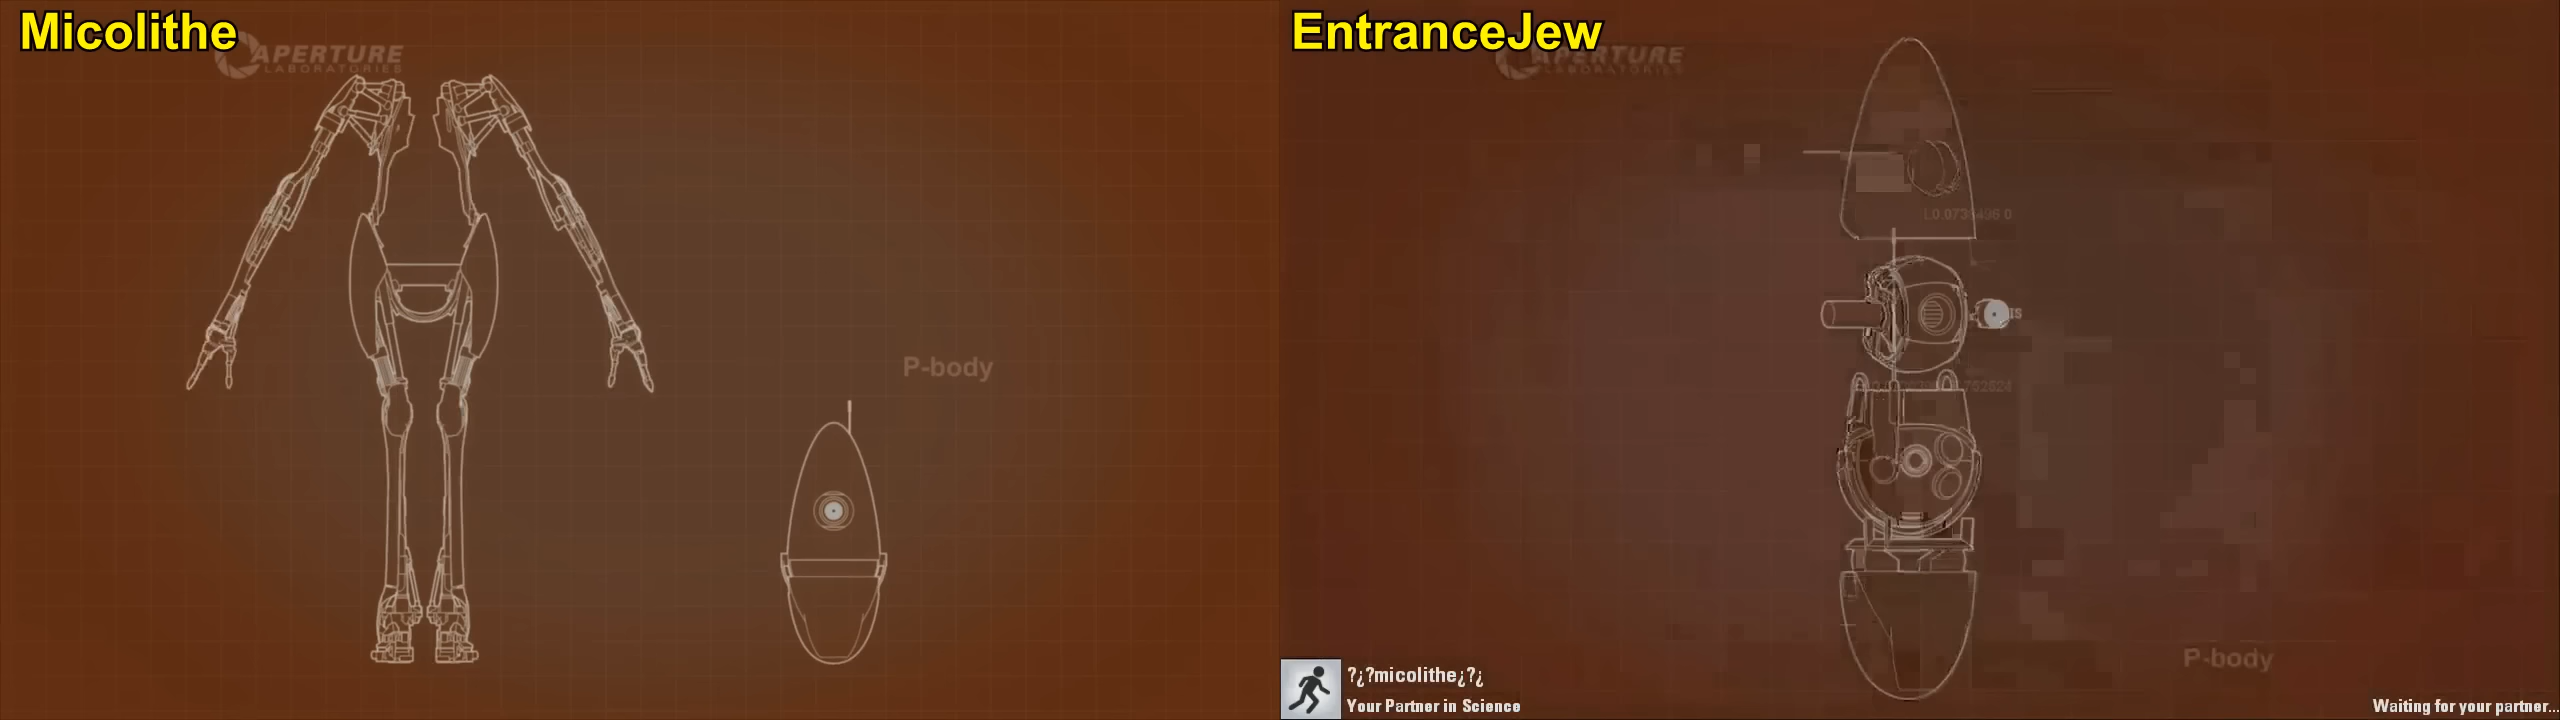 Micolithe
APERTURE
LABORATORIES
P-body
EntranceJew
APERTURE
LABORATORIES
P-body
?¿?micolithe¿?¿
Your Partner in Science
Waiting for your partner...